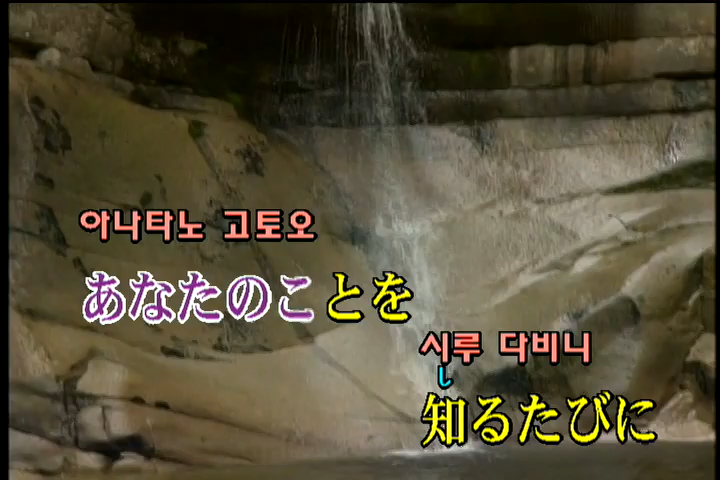 아나타노 고토오
あなたのことを
시루 다비니
し
知るたびに